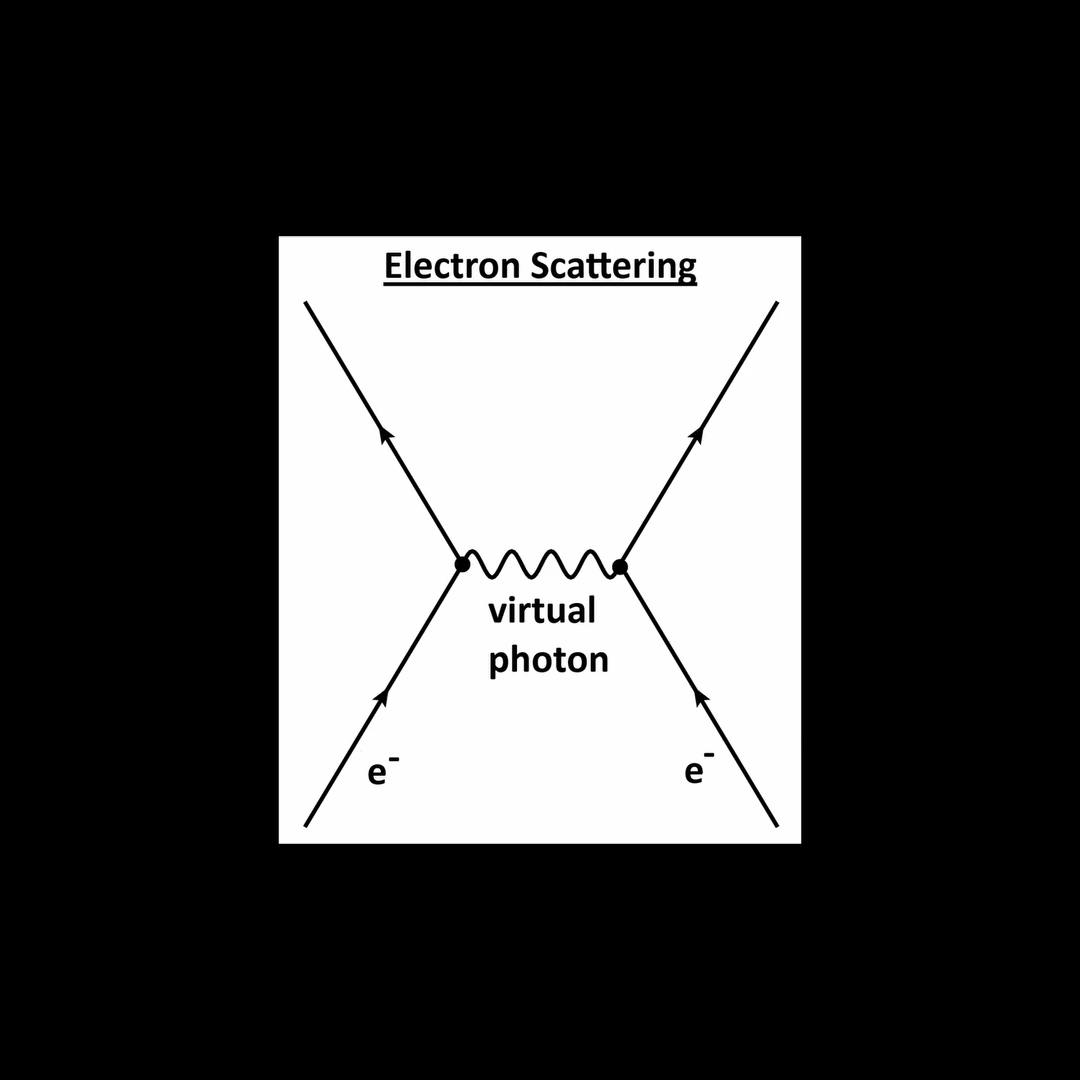 Electron Scattering
virtual
photon
e⁻
e⁻